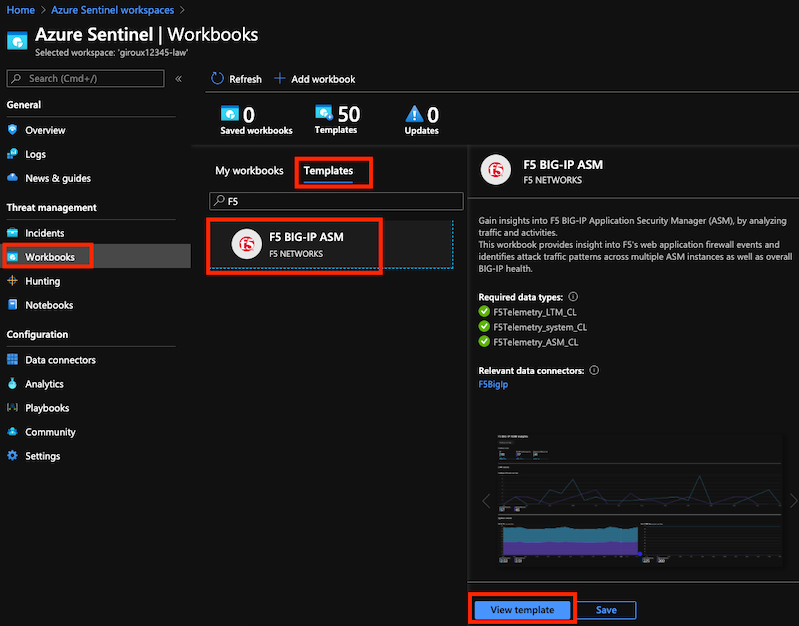 Home > Azure Sentinel workspaces >
Azure Sentinel | Workbooks
Selected workspace: 'giroux12345-law'
Search (Cmd+/)
«
Refresh
Add workbook
General
Overview
Logs
News & guides
Threat management
Incidents
Workbooks
Hunting
Notebooks
Configuration
Data connectors
Analytics
Playbooks
Community
Settings
0
Saved workbooks
50
Templates
0
Updates
My workbooks
Templates
F5
F5 BIG-IP ASM
F5 NETWORKS
F5 BIG-IP ASM
F5 NETWORKS
Gain insights into F5 BIG-IP Application Security Manager (ASM), by analyzing
traffic and activities.
This workbook provides insight into F5's web application firewall events and
identifies attack traffic patterns across multiple ASM instances as well as overall
BIG-IP health.
Required data types:
F5Telemetry_LTM_CL
F5Telemetry_system_CL
F5Telemetry_ASM_CL
Relevant data connectors:
F5BigIp
View template
Save